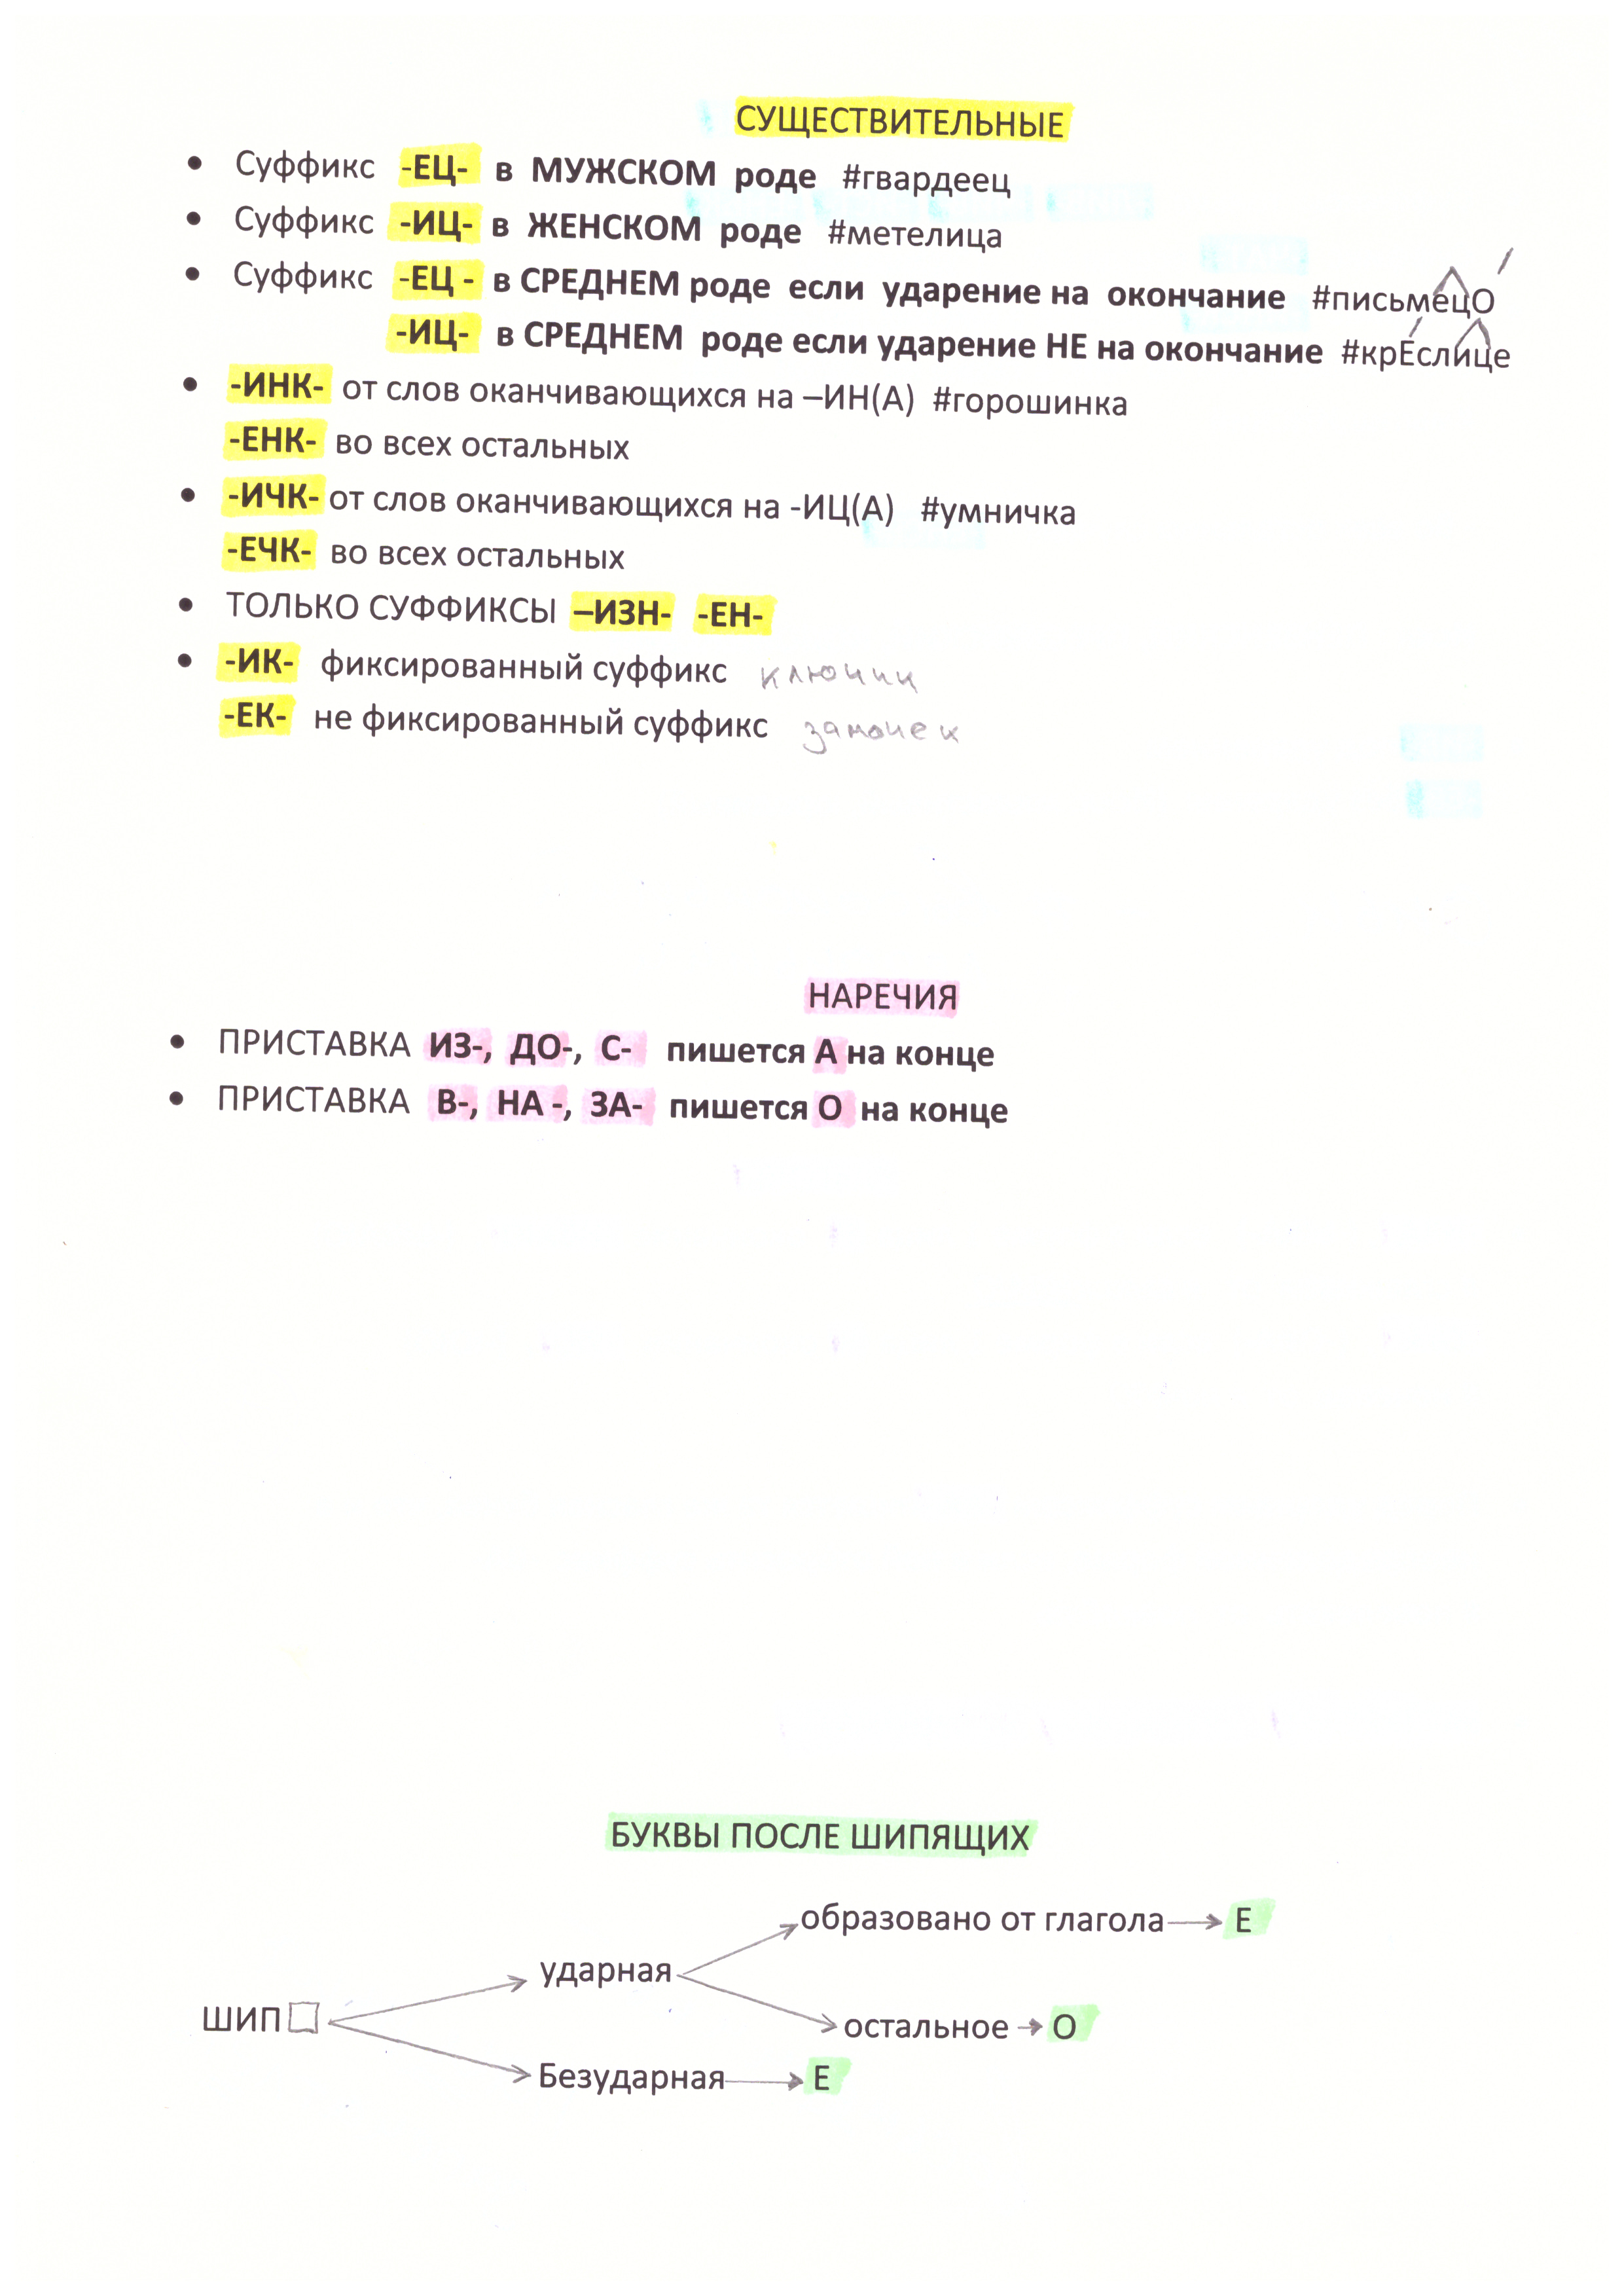 СУЩЕСТВИТЕЛЬНЫЕ
• Суффикс -ЕЦ- в МУЖСКОМ роде #гвардеец
• Суффикс -ИЦ- в ЖЕНСКОМ роде #метелица
• Суффикс -ЕЦ - в СРЕДНЕМ роде если ударение на окончание #письмецО
-ИЦ- в СРЕДНЕМ роде если ударение НЕ на окончание #крЕслице
• -ИНК- от слов оканчивающихся на –ИН(А) #горошинка
-ЕНК- во всех остальных
• -ИЧК- от слов оканчивающихся на -ИЦ(А) #умничка
-ЕЧК- во всех остальных
• ТОЛЬКО СУФФИКСЫ –ИЗН- -ЕН-
• -ИК- фиксированный суффикс ключик
-ЕК- не фиксированный суффикс замочек
НАРЕЧИЯ
• ПРИСТАВКА ИЗ-, ДО-, С- пишется А на конце
• ПРИСТАВКА В-, НА -, ЗА- пишется О на конце
БУКВЫ ПОСЛЕ ШИПЯЩИХ
образовано от глагола → Е
ударная
ШИП
остальное → О
Безударная → Е